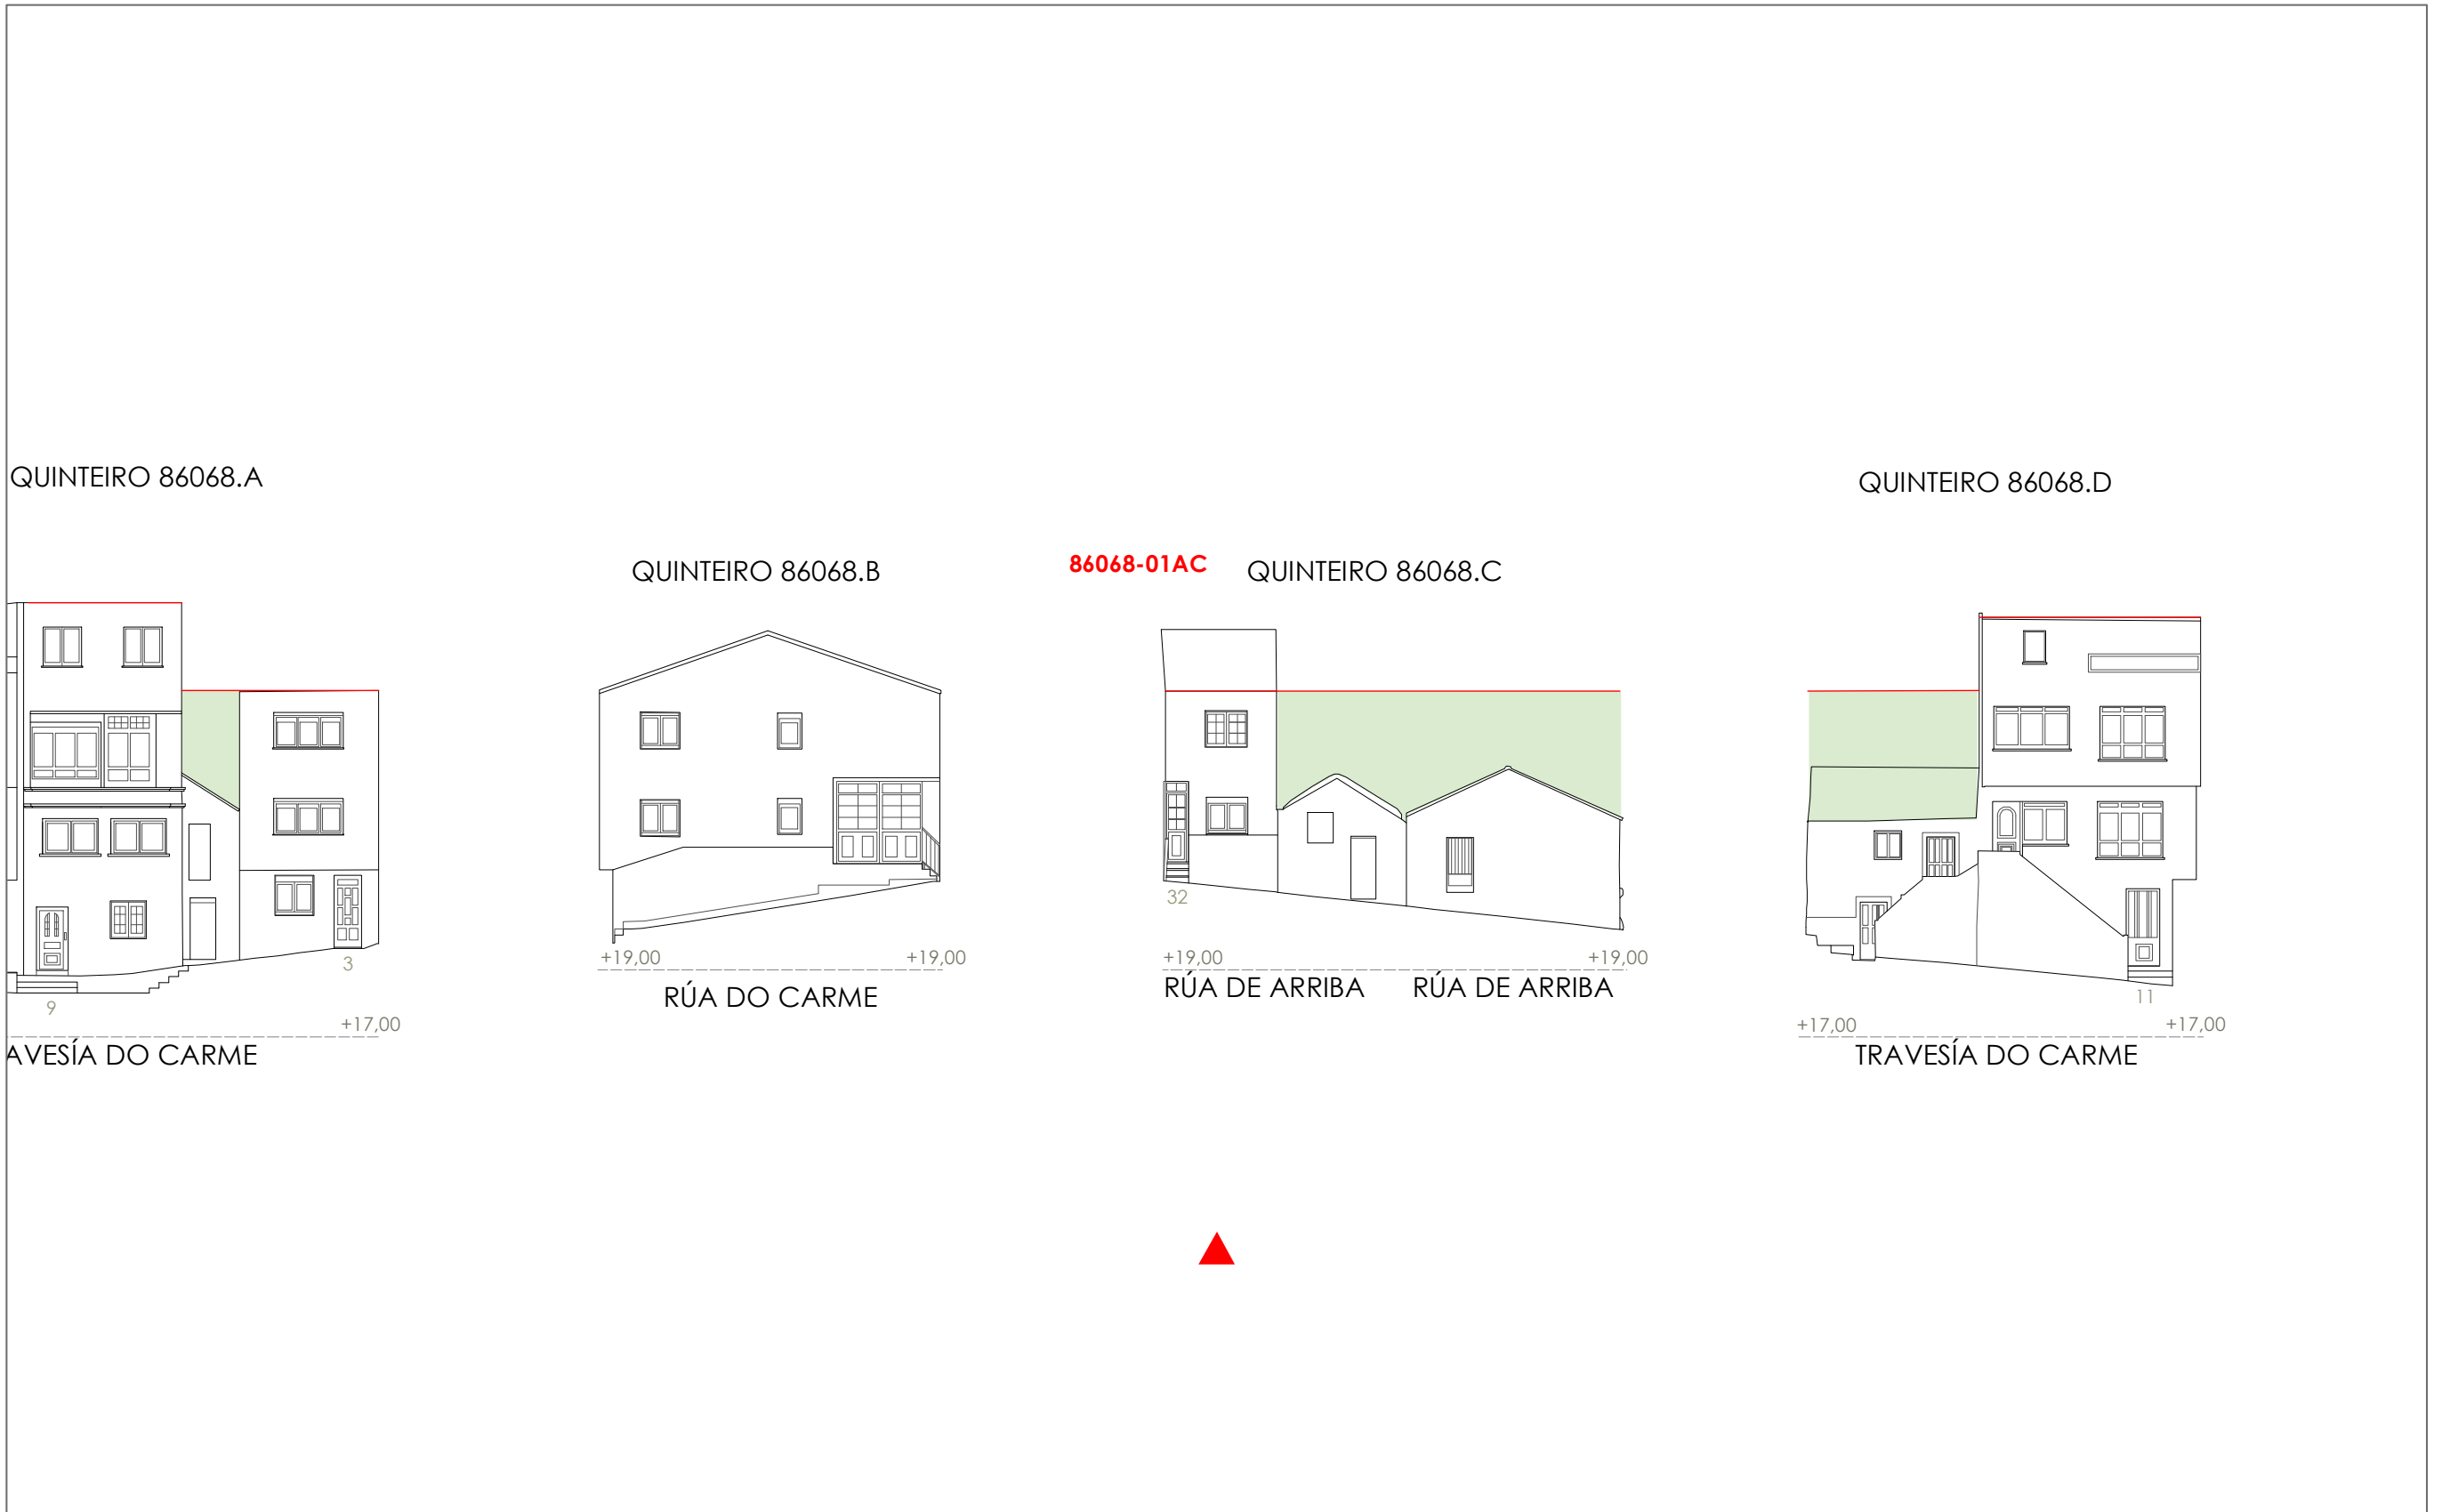 QUINTEIRO 86068.A
QUINTEIRO 86068.D
86068-01AC
QUINTEIRO 86068.B
QUINTEIRO 86068.C
32
+19,00
+19,00
+19,00
+19,00
3
RÚA DO CARME
RÚA DE ARRIBA
RÚA DE ARRIBA
9
11
+17,00
+17,00
+17,00
AVESÍA DO CARME
TRAVESÍA DO CARME